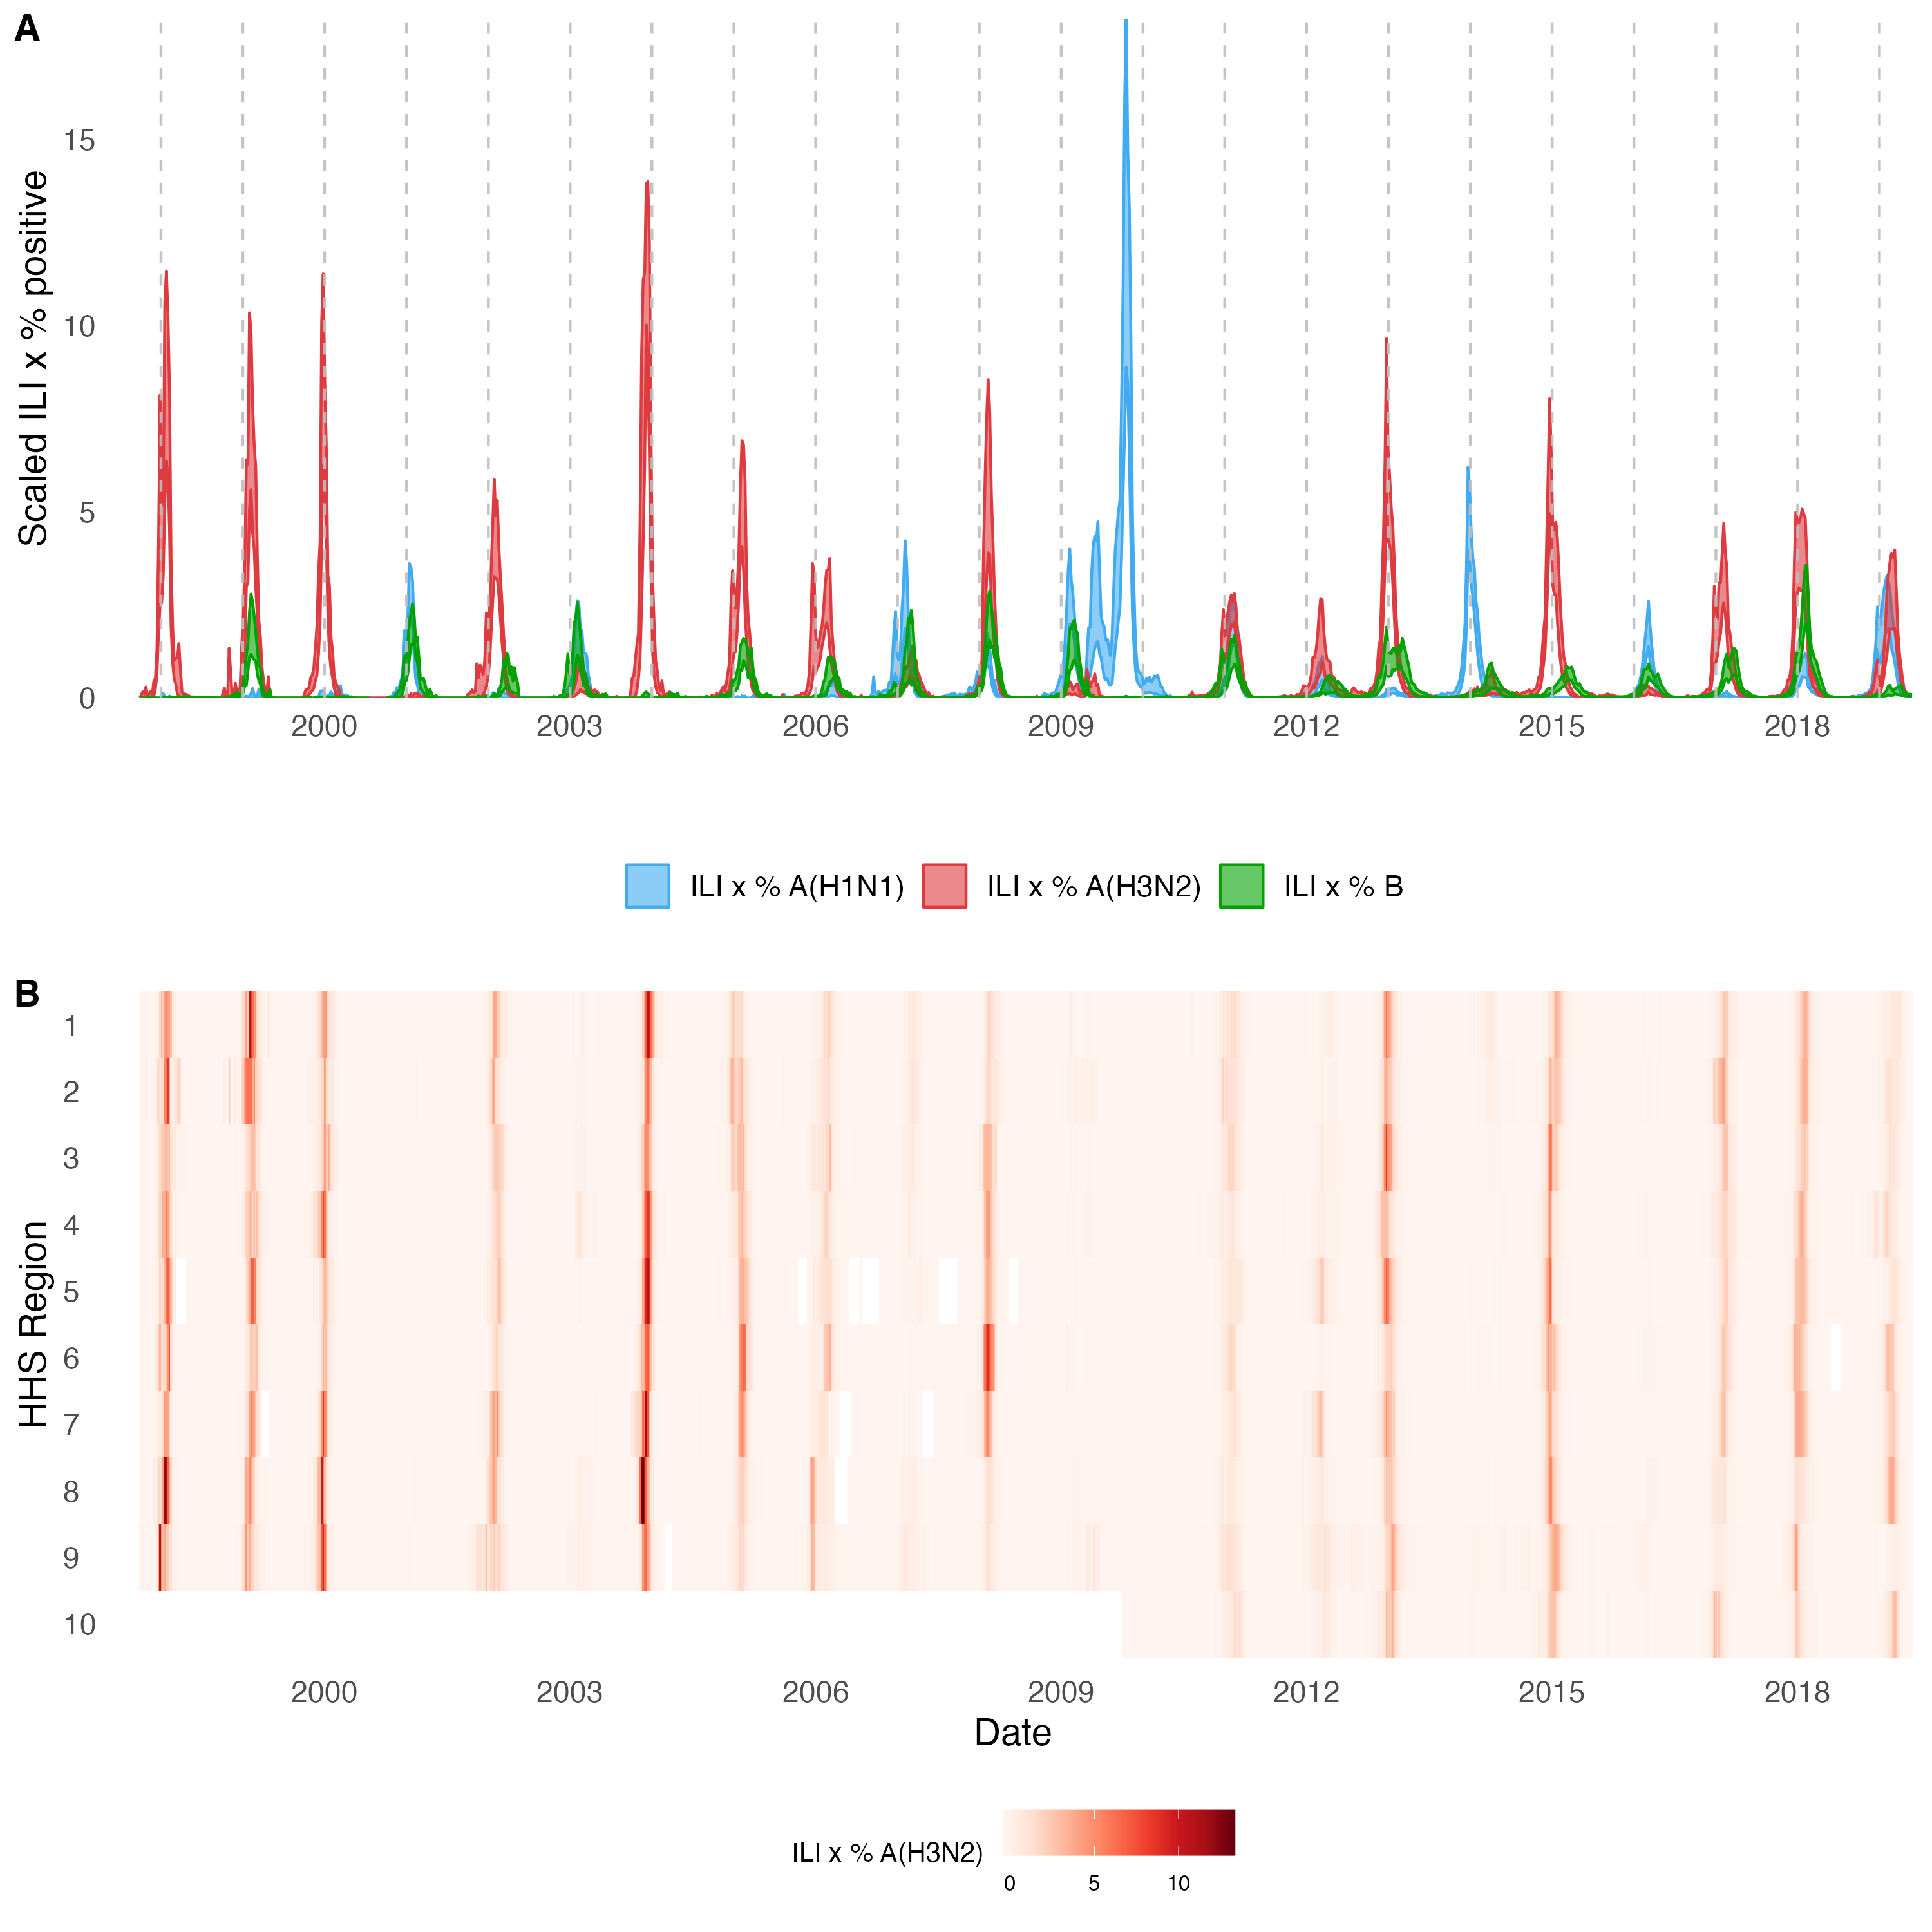 A
Scaled ILI x % positive
15
10
5
0
2000 2003 2006 2009 2012 2015 2018
ILI x % A(H1N1) ILI x % A(H3N2) ILI x % B
B
HHS Region
1
2
3
4
5
6
7
8
9
10
2000 2003 2006 2009 2012 2015 2018
Date
ILI x % A(H3N2)
0 5 10